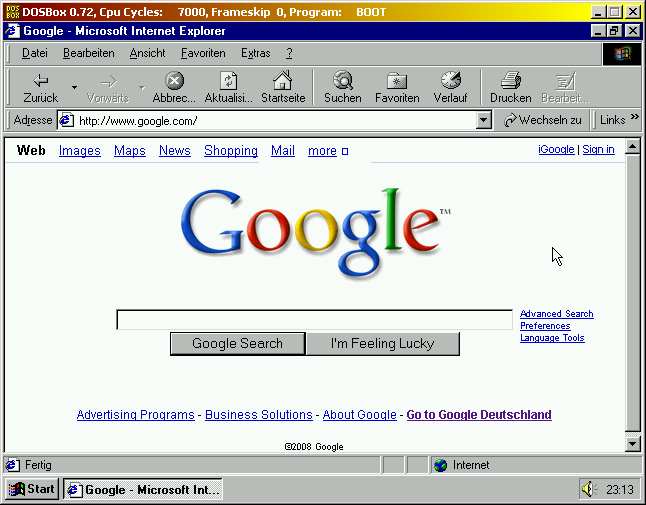 DOS BOX DOSBox 0.72, Cpu Cycles: 7000, Frameskip 0, Program: BOOT
Google - Microsoft Internet Explorer
Datei Bearbeiten Ansicht Favoriten Extras ?
Zurück Vorwärts Abbrec... Aktualisi... Startseite Suchen Favoriten Verlauf Drucken Bearbeit...
Adresse http://www.google.com/ Wechseln zu Links »
Web Images Maps News Shopping Mail more iGoogle | Sign in
Google™
Advanced Search
Preferences
Language Tools
Google Search I'm Feeling Lucky
Advertising Programs - Business Solutions - About Google - Go to Google Deutschland
©2008 Google
Fertig Internet
Start Google - Microsoft Int... 23:13